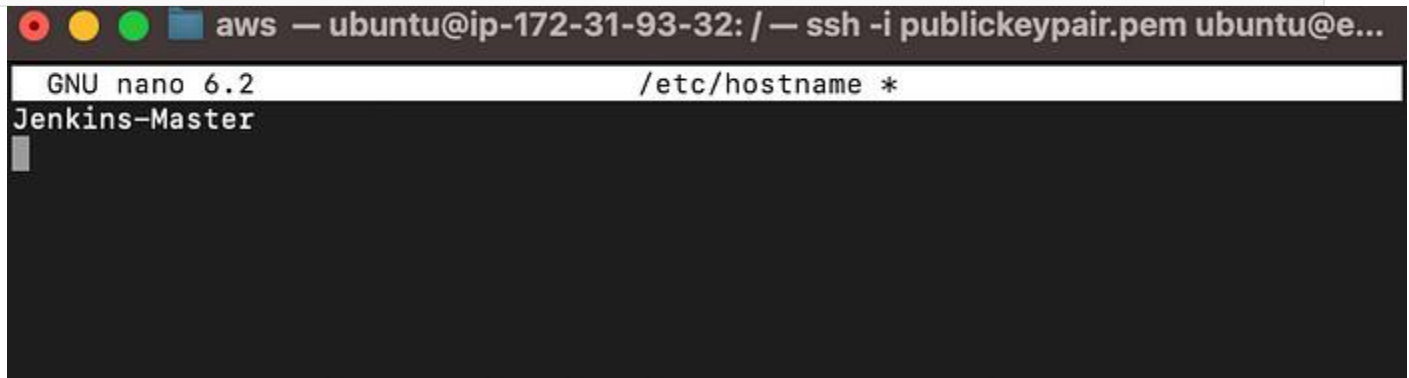 aws — ubuntu@ip-172-31-93-32: / — ssh -i publickeypair.pem ubuntu@e...
GNU nano 6.2 /etc/hostname *
Jenkins-Master